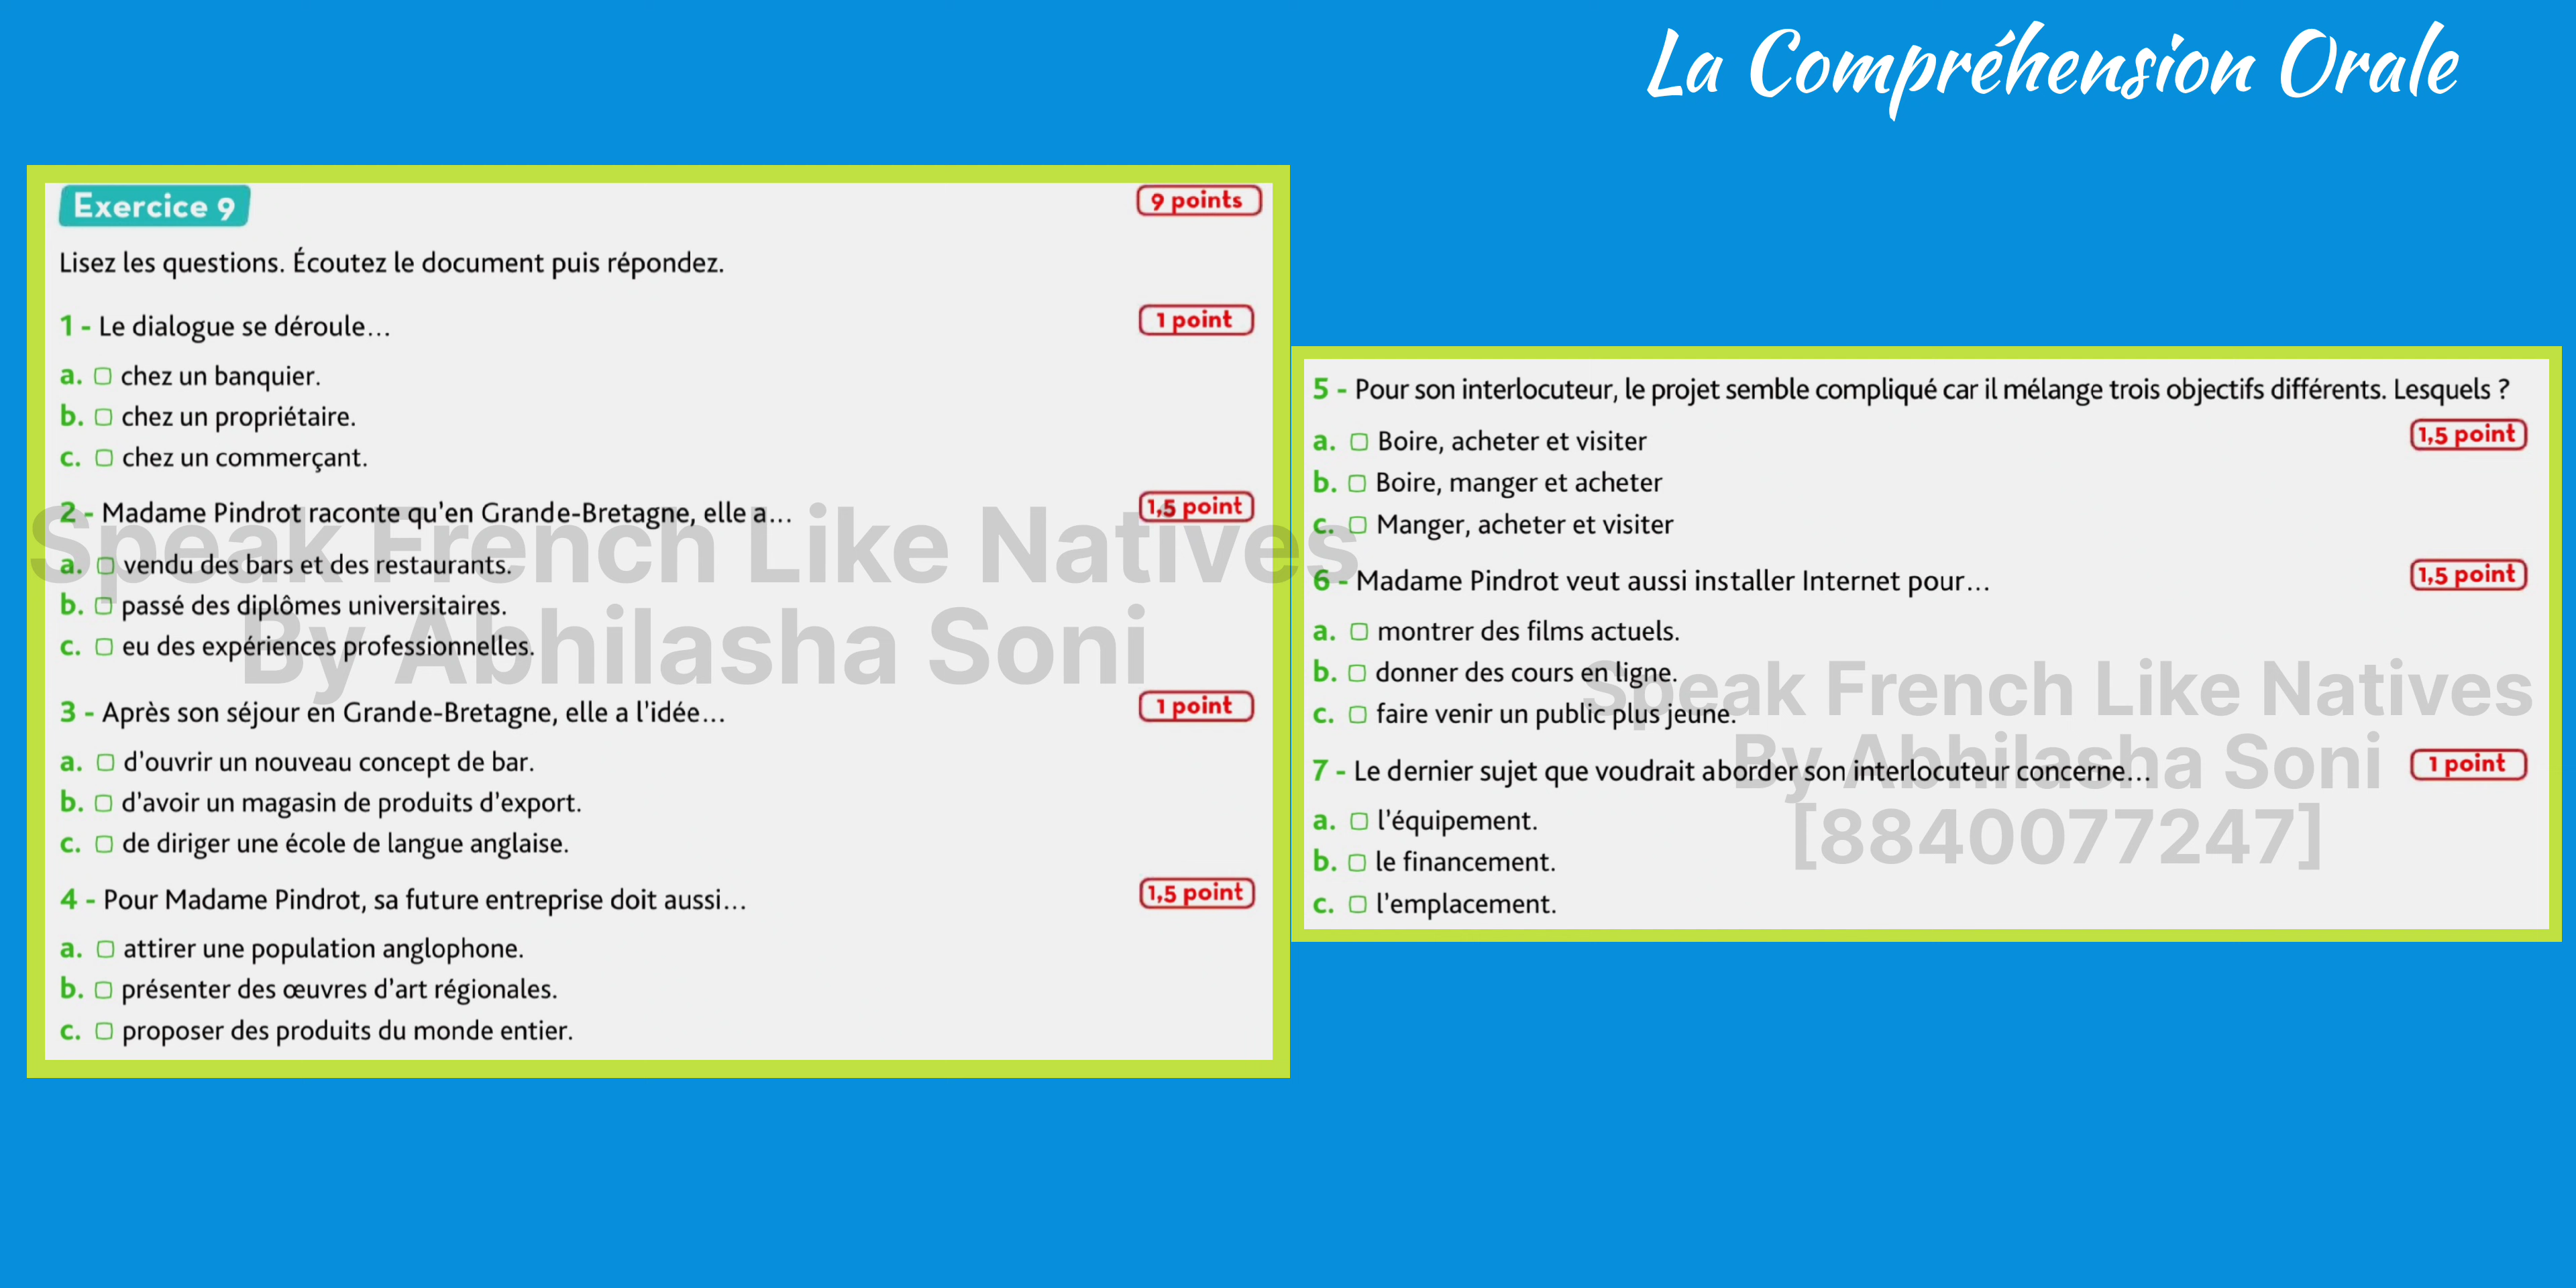 La Compréhension Orale
Exercice 9
9 points
Lisez les questions. Écoutez le document puis répondez.
1 - Le dialogue se déroule...
1 point
a. chez un banquier.
b. chez un propriétaire.
c. chez un commerçant.
2 - Madame Pindrot raconte qu'en Grande-Bretagne, elle a...
1,5 point
a. vendu des bars et des restaurants.
b. passé des diplômes universitaires.
c. eu des expériences professionnelles.
3 - Après son séjour en Grande-Bretagne, elle a l'idée...
1 point
a. d'ouvrir un nouveau concept de bar.
b. d'avoir un magasin de produits d'export.
c. de diriger une école de langue anglaise.
4 - Pour Madame Pindrot, sa future entreprise doit aussi...
1,5 point
a. attirer une population anglophone.
b. présenter des œuvres d'art régionales.
c. proposer des produits du monde entier.
Speak French Like Natives
By Abhilasha Soni
5 - Pour son interlocuteur, le projet semble compliqué car il mélange trois objectifs différents. Lesquels ?
1,5 point
a. Boire, acheter et visiter
b. Boire, manger et acheter
c. Manger, acheter et visiter
6 - Madame Pindrot veut aussi installer Internet pour...
1,5 point
a. montrer des films actuels.
b. donner des cours en ligne.
c. faire venir un public plus jeune.
7 - Le dernier sujet que voudrait aborder son interlocuteur concerne...
1 point
a. l'équipement.
b. le financement.
c. l'emplacement.
Speak French Like Natives
By Abhilasha Soni
[8840077247]